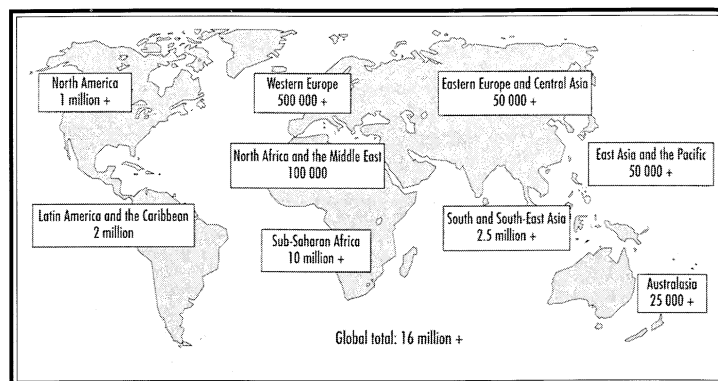 North America
1 million +
Western Europe
500 000 +
Eastern Europe and Central Asia
50 000 +
North Africa and the Middle East
100 000
East Asia and the Pacific
50 000 +
Latin America and the Caribbean
2 million
Sub-Saharan Africa
10 million +
South and South-East Asia
2.5 million +
Australasia
25 000 +
Global total: 16 million +